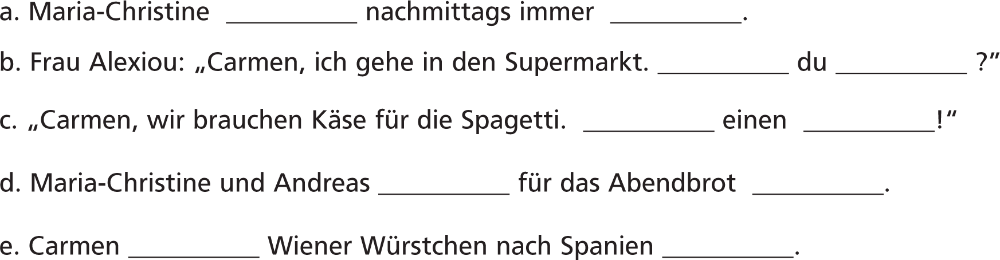 a. Maria-Christine __________ nachmittags immer __________.
b. Frau Alexiou: „Carmen, ich gehe in den Supermarkt. __________ du __________ ?”
c. „Carmen, wir brauchen Käse für die Spagetti. __________ einen __________!“
d. Maria-Christine und Andreas __________ für das Abendbrot __________.
e. Carmen __________ Wiener Würstchen nach Spanien __________.